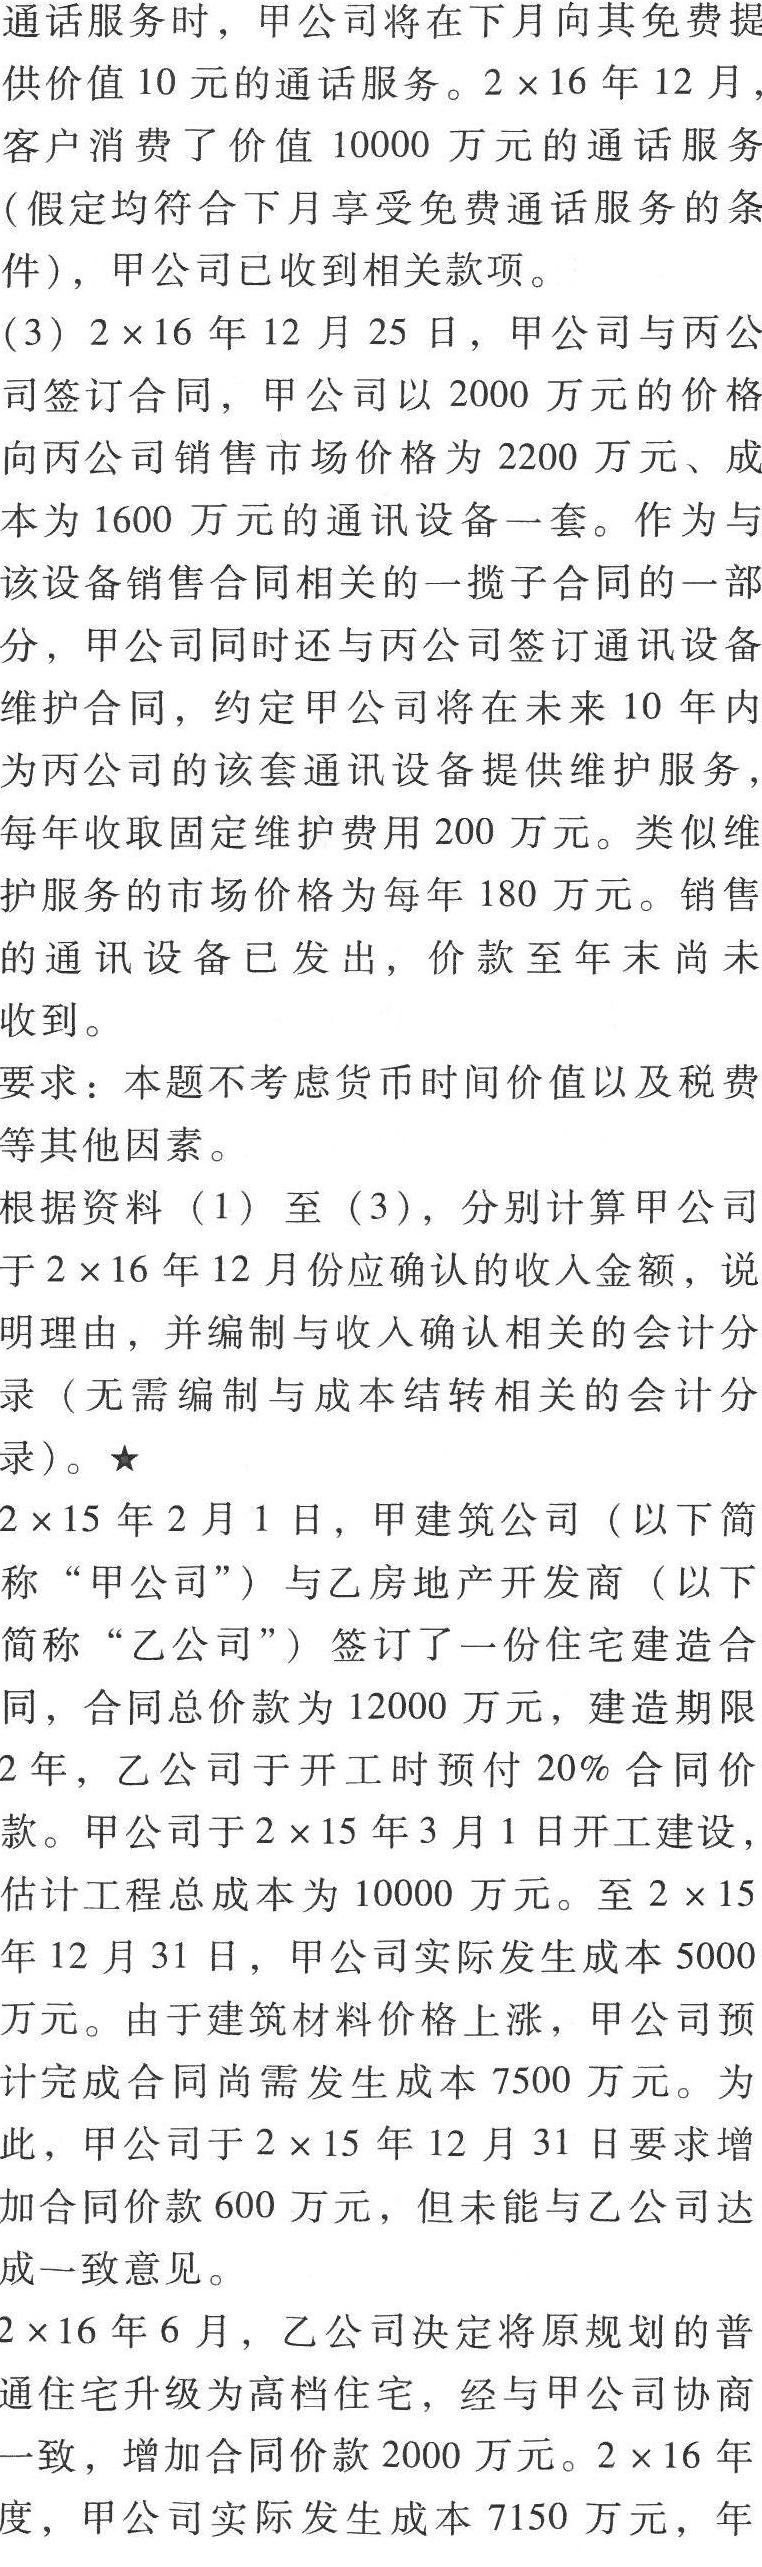 通话服务时，甲公司将在下月向其免费提
供价值 10 元的通话服务。2×16 年 12 月，
客户消费了价值 10000 万元的通话服务
（假定均符合下月享受免费通话服务的条
件），甲公司已收到相关款项。
（3）2×16 年 12 月 25 日，甲公司与丙公
司签订合同，甲公司以 2000 万元的价格
向丙公司销售市场价格为 2200 万元、成
本为 1600 万元的通讯设备一套。作为与
该设备销售合同相关的一揽子合同的一部
分，甲公司同时还与丙公司签订通讯设备
维护合同，约定甲公司将在未来 10 年内
为丙公司的该套通讯设备提供维护服务，
每年收取固定维护费用 200 万元。类似维
护服务的市场价格为每年 180 万元。销售
的通讯设备已发出，价款至年末尚未
收到。
要求：本题不考虑货币时间价值以及税费
等其他因素。
根据资料（1）至（3），分别计算甲公司
于 2×16 年 12 月份应确认的收入金额，说
明理由，并编制与收入确认相关的会计分
录（无需编制与成本结转相关的会计分
录）。★
2×15 年 2 月 1 日，甲建筑公司（以下简
称“甲公司”）与乙房地产开发商（以下
简称“乙公司”）签订了一份住宅建造合
同，合同总价款为 12000 万元，建造期限
2 年，乙公司于开工时预付 20% 合同价
款。甲公司于 2×15 年 3 月 1 日开工建设，
估计工程总成本为 10000 万元。至 2×15
年 12 月 31 日，甲公司实际发生成本 5000
万元。由于建筑材料价格上涨，甲公司预
计完成合同尚需发生成本 7500 万元。为
此，甲公司于 2×15 年 12 月 31 日要求增
加合同价款 600 万元，但未能与乙公司达
成一致意见。
2×16 年 6 月，乙公司决定将原规划的普
通住宅升级为高档住宅，经与甲公司协商
一致，增加合同价款 2000 万元。2×16 年
度，甲公司实际发生成本 7150 万元，年